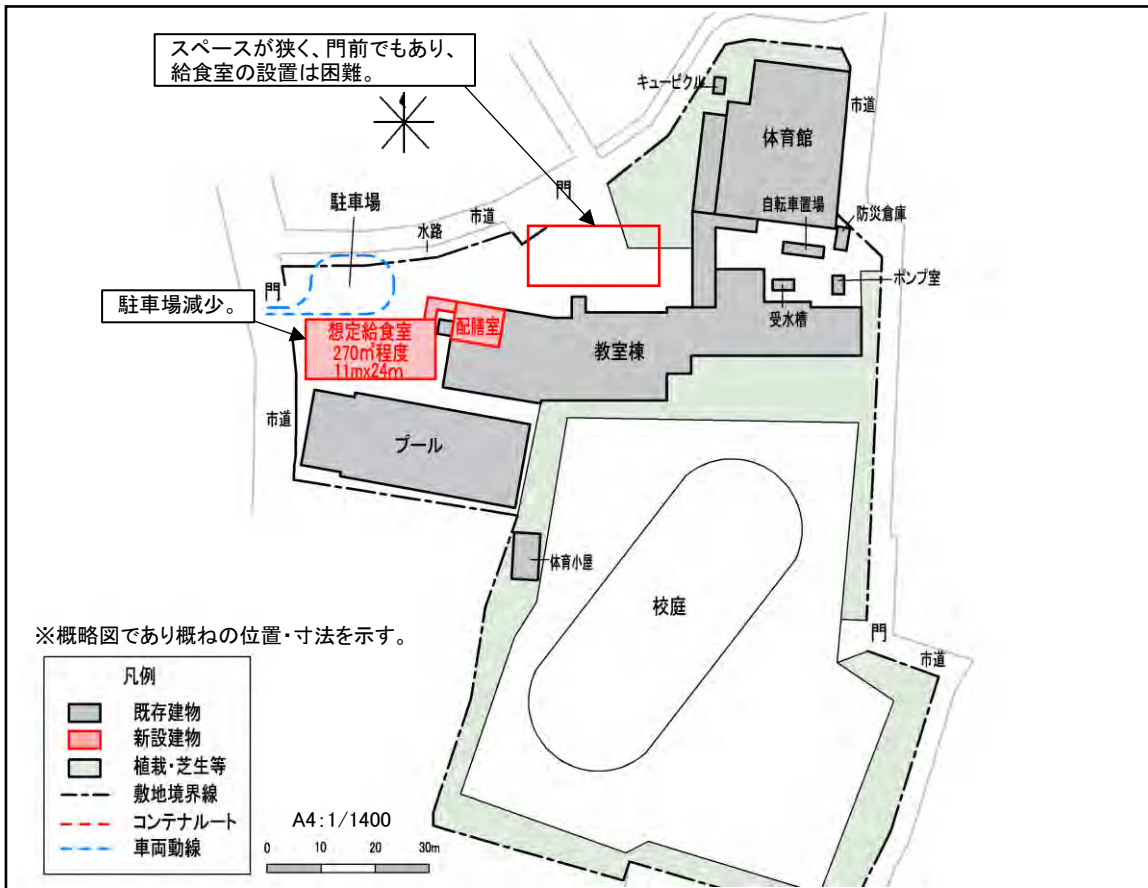 スペースが狭く、門前でもあり、
給食室の設置は困難。
キュービクル
市道
体育館
門
駐車場
市道
自転車置場
防災倉庫
水路
ポンプ室
門
受水槽
駐車場減少。
配膳室
想定給食室
270㎡程度
11mx24m
教室棟
市道
プール
体育小屋
校庭
門
市道
※概略図であり概ねの位置・寸法を示す。
凡例
既存建物
新設建物
植栽・芝生等
敷地境界線
コンテナルート
車両動線
A4:1/1400
0 10 20 30m